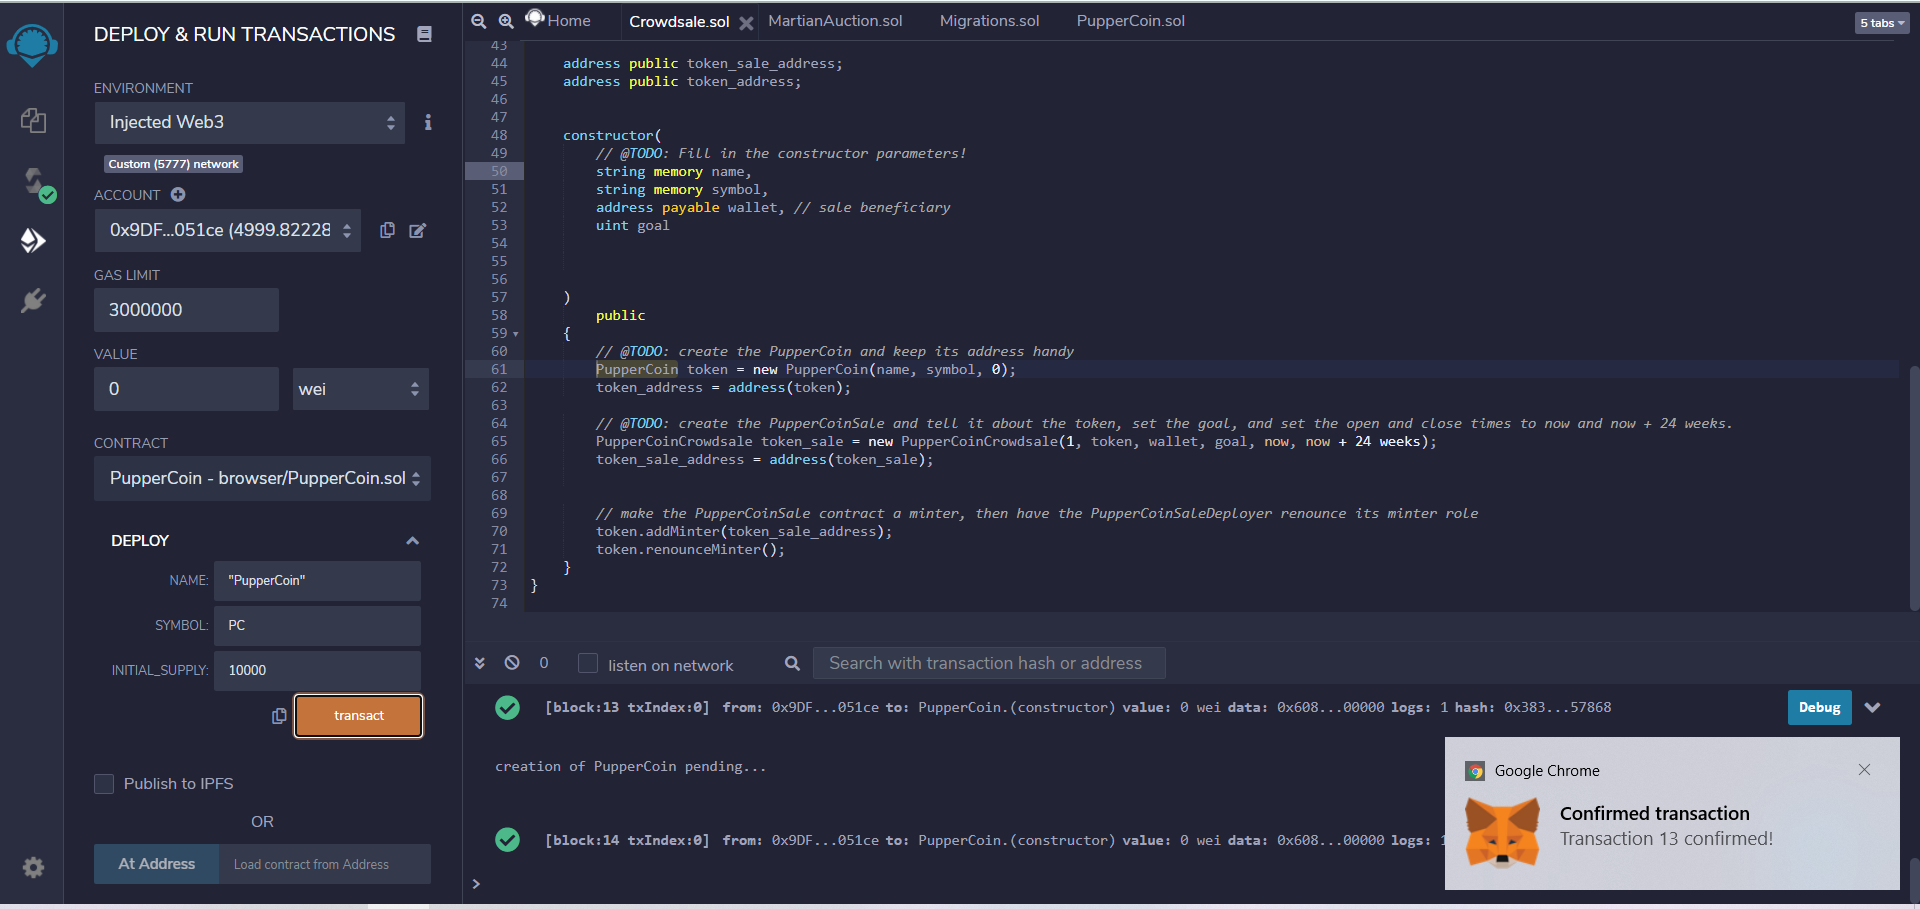 DEPLOY & RUN TRANSACTIONS
ENVIRONMENT
Injected Web3
Custom (5777) network
ACCOUNT
0x9DF...051ce (4999.82228
GAS LIMIT
3000000
VALUE
0
wei
CONTRACT
PupperCoin - browser/PupperCoin.sol
DEPLOY
NAME:
"PupperCoin"
SYMBOL:
PC
INITIAL_SUPPLY:
10000
transact
Publish to IPFS
OR
At Address
Load contract from Address
Home
Crowdsale.sol
MartianAuction.sol
Migrations.sol
PupperCoin.sol
5 tabs
43
44 address public token_sale_address;
45 address public token_address;
46
47
48 constructor(
49 // @TODO: Fill in the constructor parameters!
50 string memory name,
51 string memory symbol,
52 address payable wallet, // sale beneficiary
53 uint goal
54
55
56
57 )
58 public
59 {
60 // @TODO: create the PupperCoin and keep its address handy
61 PupperCoin token = new PupperCoin(name, symbol, 0);
62 token_address = address(token);
63
64 // @TODO: create the PupperCoinSale and tell it about the token, set the goal, and set the open and close times to now and now + 24 weeks.
65 PupperCoinCrowdsale token_sale = new PupperCoinCrowdsale(1, token, wallet, goal, now, now + 24 weeks);
66 token_sale_address = address(token_sale);
67
68
69 // make the PupperCoinSale contract a minter, then have the PupperCoinSaleDeployer renounce its minter role
70 token.addMinter(token_sale_address);
71 token.renounceMinter();
72 }
73 }
74
0
listen on network
Search with transaction hash or address
[block:13 txIndex:0] from: 0x9DF...051ce to: PupperCoin.(constructor) value: 0 wei data: 0x608...00000 logs: 1 hash: 0x383...57868
Debug
creation of PupperCoin pending...
[block:14 txIndex:0] from: 0x9DF...051ce to: PupperCoin.(constructor) value: 0 wei data: 0x608...00000 logs:
>
Google Chrome
Confirmed transaction
Transaction 13 confirmed!